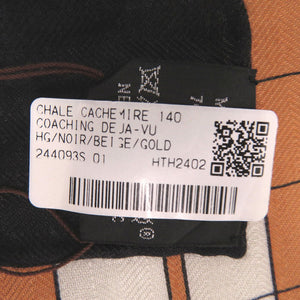 CHALE CACHEMIRE 140
COACHING DEJA-VU
HG/NOIR/BEIGE/GOLD
244093S 01 HTH2402